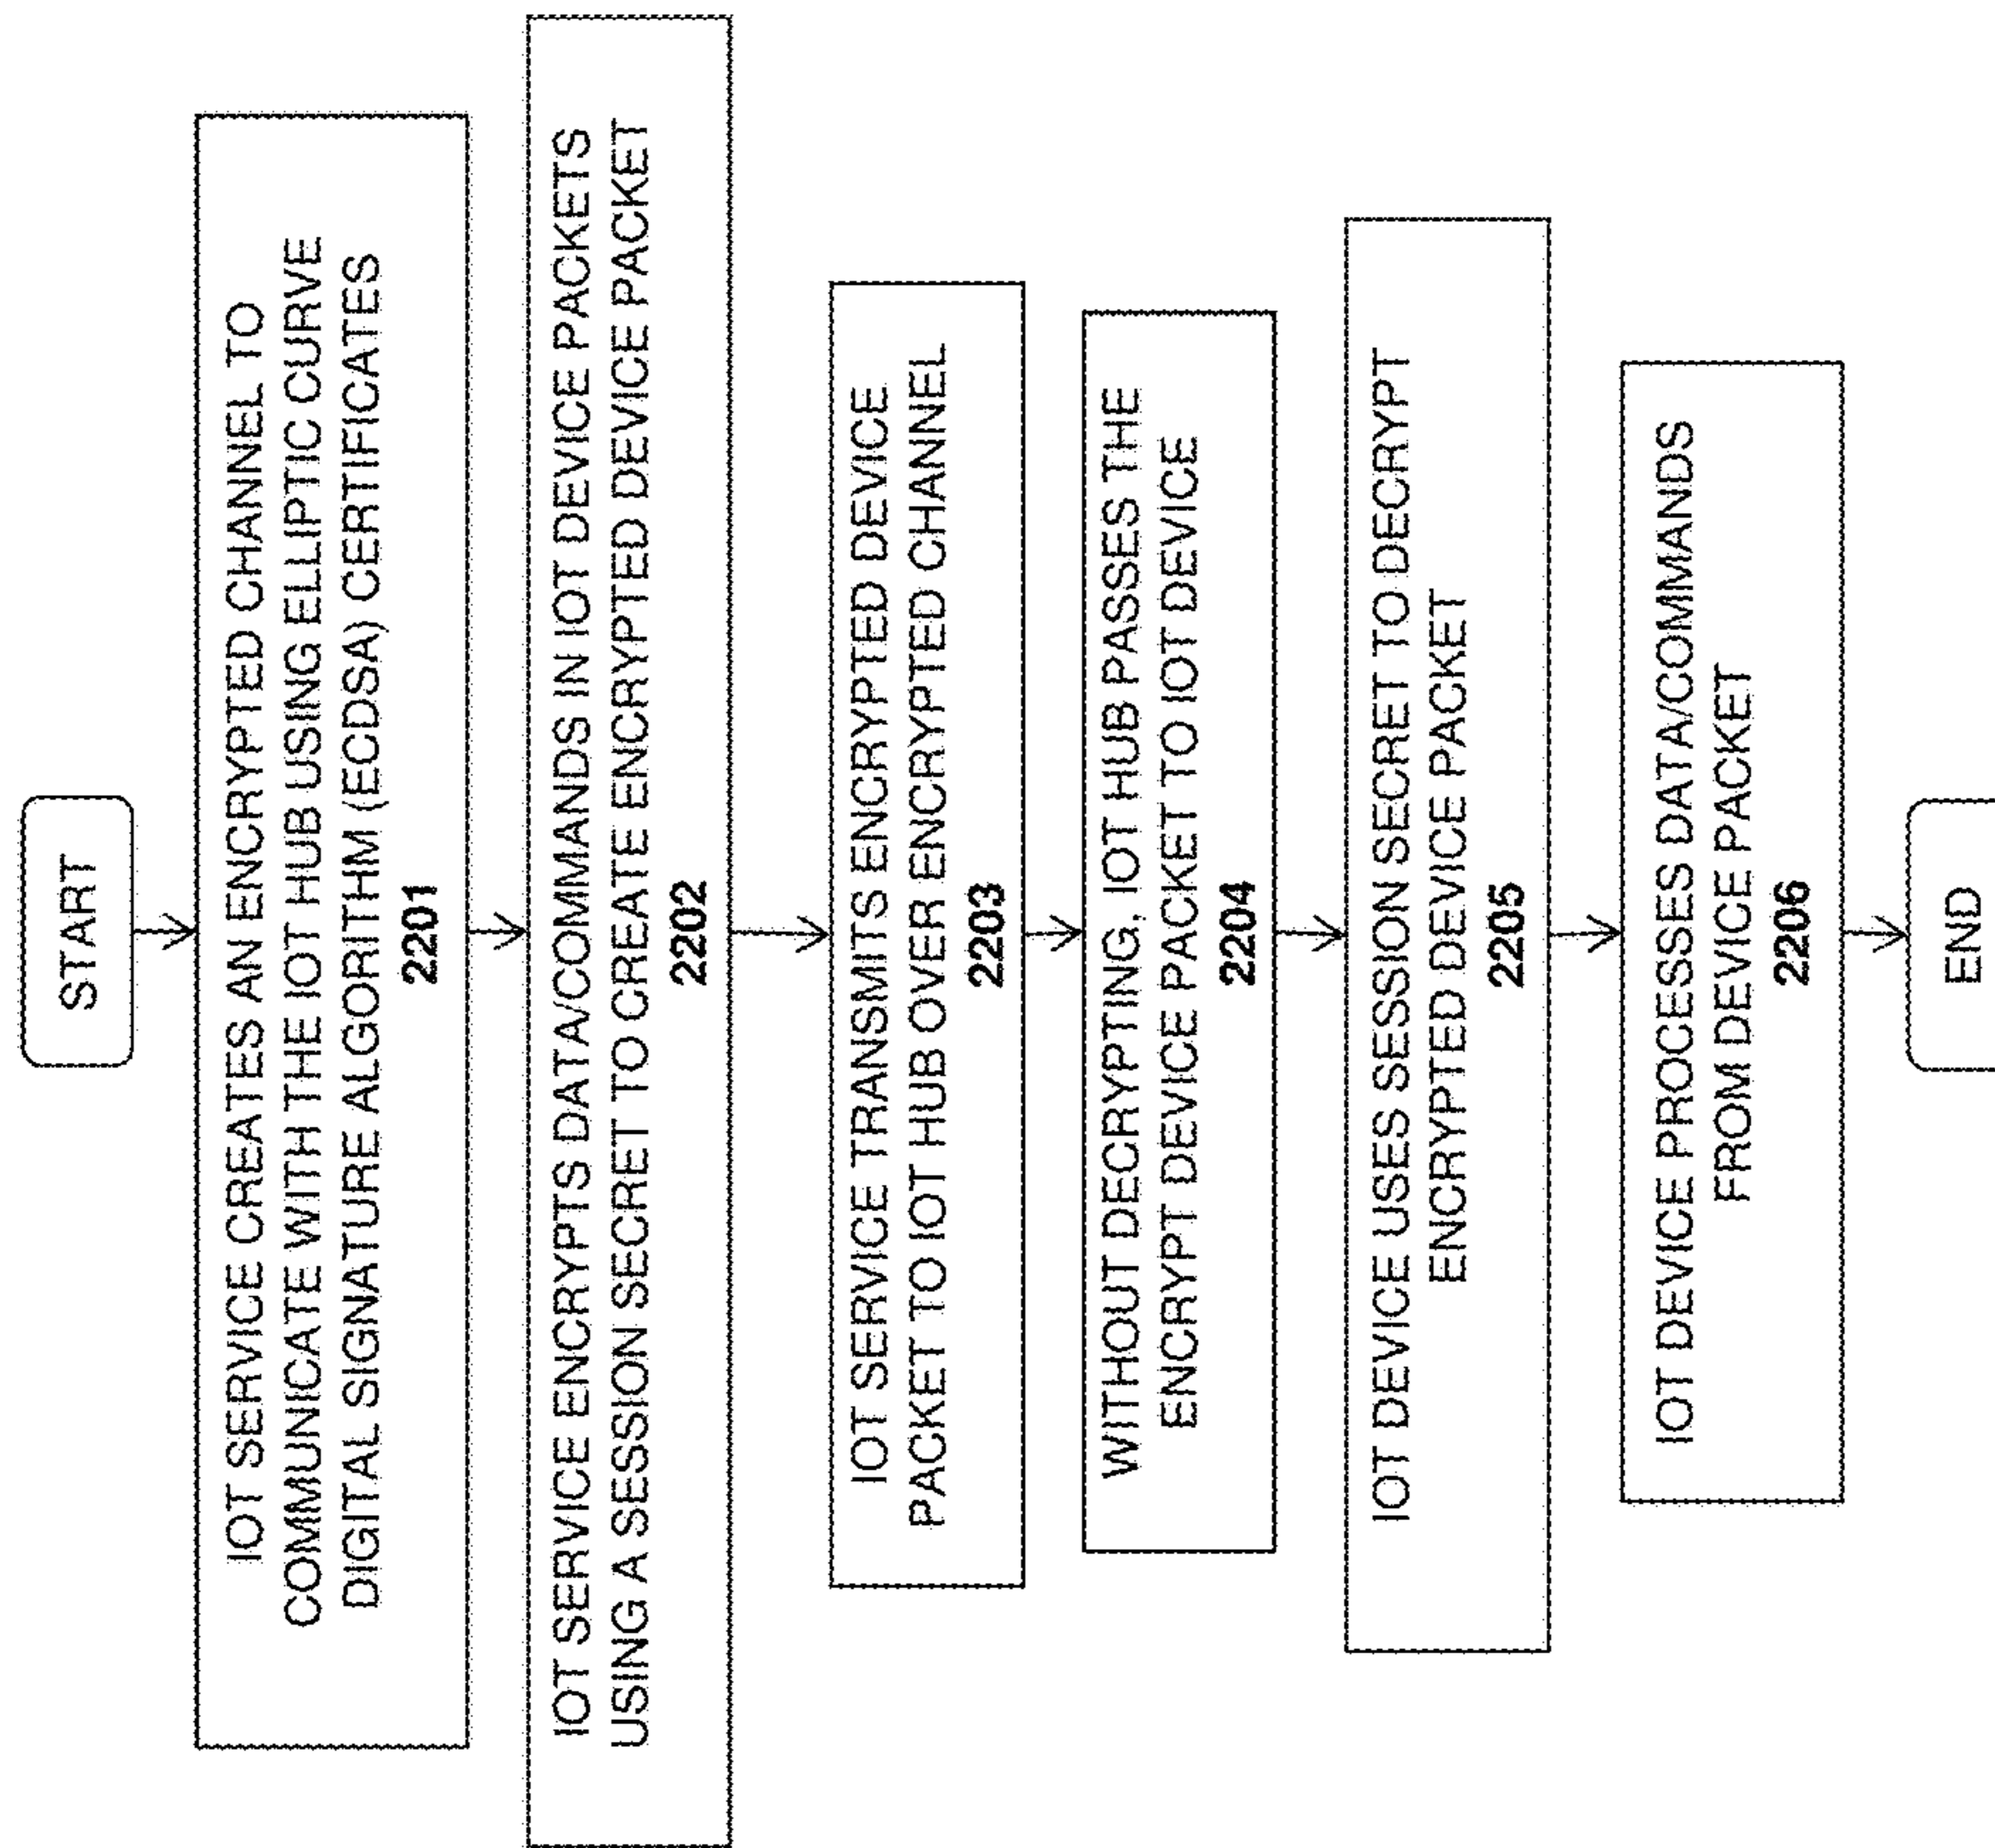 START
IOT SERVICE CREATES AN ENCRYPTED CHANNEL TO
COMMUNICATE WITH THE IOT HUB USING ELLIPTIC CURVE
DIGITAL SIGNATURE ALGORITHM (ECDSA) CERTIFICATES
2201
IOT SERVICE ENCRYPTS DATA/COMMANDS IN IOT DEVICE PACKETS
USING A SESSION SECRET TO CREATE ENCRYPTED DEVICE PACKET
2202
IOT SERVICE TRANSMITS ENCRYPTED DEVICE
PACKET TO IOT HUB OVER ENCRYPTED CHANNEL
2203
WITHOUT DECRYPTING, IOT HUB PASSES THE
ENCRYPT DEVICE PACKET TO IOT DEVICE
2204
IOT DEVICE USES SESSION SECRET TO DECRYPT
ENCRYPTED DEVICE PACKET
2205
IOT DEVICE PROCESSES DATA/COMMANDS
FROM DEVICE PACKET
2206
END